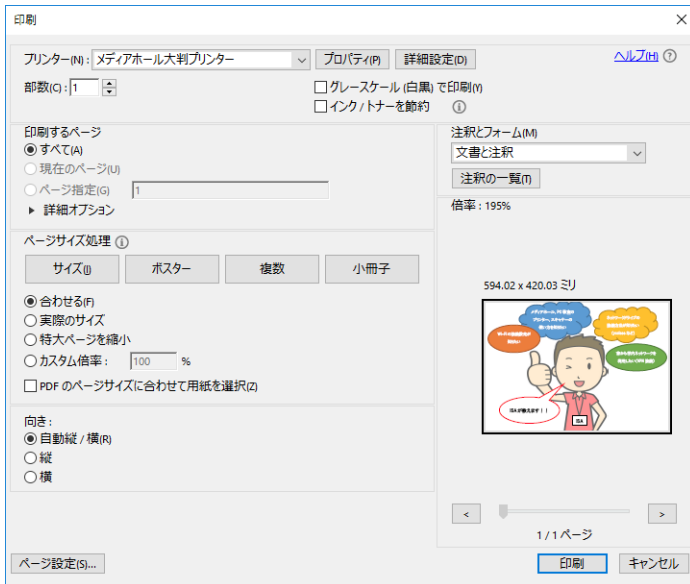 印刷
プリンター(N): メディアホール大判プリンター
プロパティ(P)
詳細設定(D)
ヘルプ(H)
部数(C): 1
グレースケール (白黒) で印刷(Y)
インク / トナーを節約
印刷するページ
すべて(A)
現在のページ(U)
ページ指定(G) 1
詳細オプション
注釈とフォーム(M)
文書と注釈
注釈の一覧(T)
倍率 : 195%
ページサイズ処理
サイズ(I)
ポスター
複数
小冊子
合わせる(F)
実際のサイズ
特大ページを縮小
カスタム倍率 : 100 %
PDF のページサイズに合わせて用紙を選択(Z)
向き :
自動縦 / 横(R)
縦
横
594.02 x 420.03 ミリ
ISAが教えます!!
ISA
<
>
1 / 1 ページ
ページ設定(S)...
印刷
キャンセル